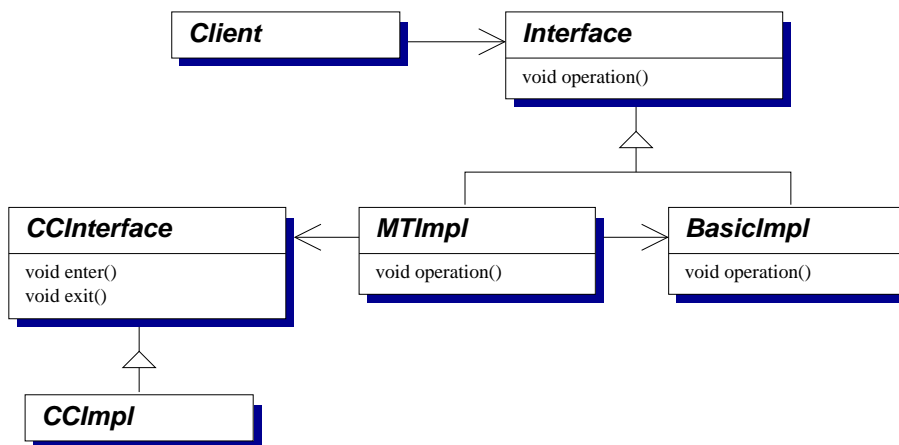 Client
Interface
void operation()
CCInterface
void enter()
void exit()
MTImpl
void operation()
BasicImpl
void operation()
CCImpl